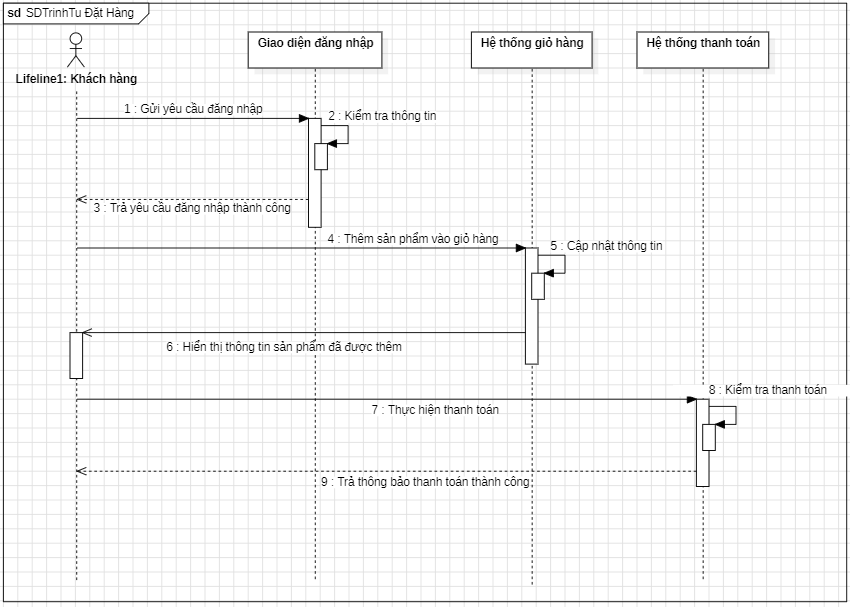 sd SDTrinhTu Đặt Hàng
Giao diện đăng nhập
Hệ thống giỏ hàng
Hệ thống thanh toán
Lifeline1: Khách hàng
1 : Gửi yêu cầu đăng nhập
2 : Kiểm tra thông tin
3 : Trả yêu cầu đăng nhập thành công
4 : Thêm sản phẩm vào giỏ hàng
5 : Cập nhật thông tin
6 : Hiển thị thông tin sản phẩm đã được thêm
8 : Kiểm tra thanh toán
7 : Thực hiện thanh toán
9 : Trả thông bảo thanh toán thành công